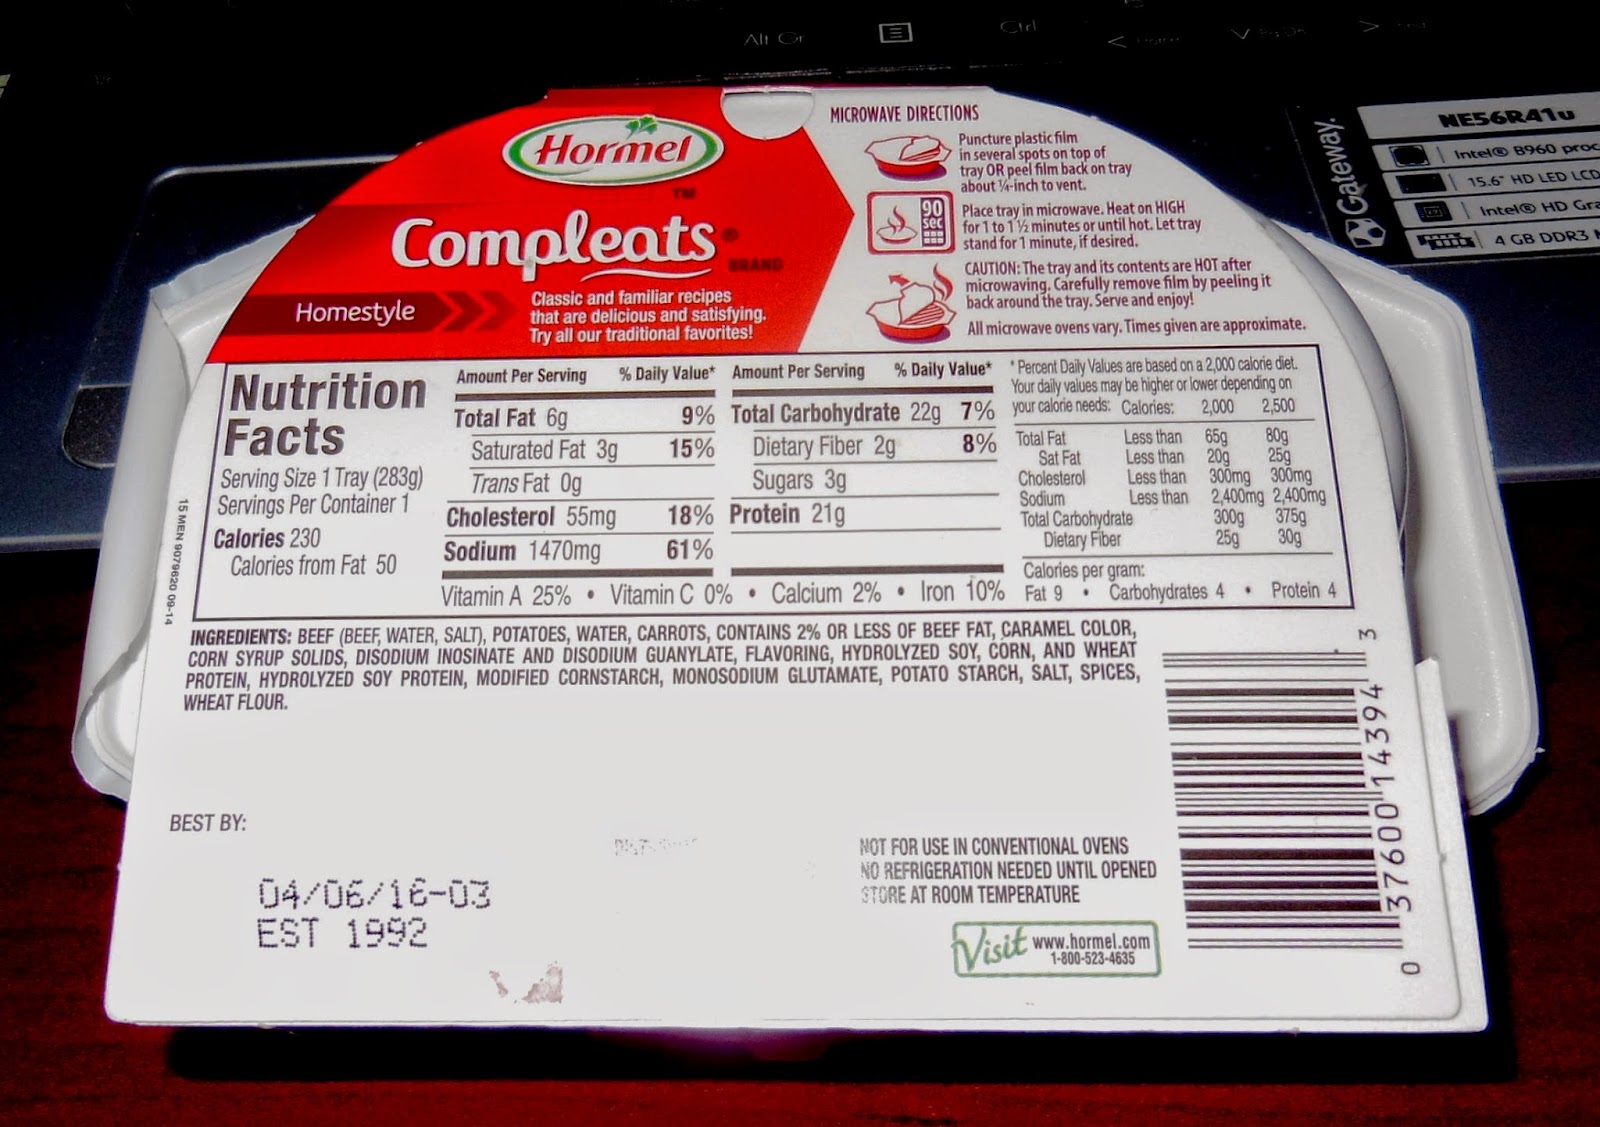 Alt Gr
Ctrl
Hormel
TM
Compleats®
BRAND
Homestyle
Classic and familiar recipes
that are delicious and satisfying.
Try all our traditional favorites!
MICROWAVE DIRECTIONS
Puncture plastic film
in several spots on top of
tray OR peel film back on tray
about ¼-inch to vent.
90
sec
Place tray in microwave. Heat on HIGH
for 1 to 1½ minutes or until hot. Let tray
stand for 1 minute, if desired.
CAUTION: The tray and its contents are HOT after
microwaving. Carefully remove film by peeling it
back around the tray. Serve and enjoy!
All microwave ovens vary. Times given are approximate.
Gateway.
NE56R41u
Intel® B960 proc
15.6" HD LED LCD
Intel® HD Gra
4 GB DDR3
Nutrition
Facts
Serving Size 1 Tray (283g)
Servings Per Container 1
Calories 230
Calories from Fat 50
Amount Per Serving % Daily Value*
Total Fat 6g 9%
Saturated Fat 3g 15%
Trans Fat 0g
Cholesterol 55mg 18%
Sodium 1470mg 61%
Amount Per Serving % Daily Value*
Total Carbohydrate 22g 7%
Dietary Fiber 2g 8%
Sugars 3g
Protein 21g
Vitamin A 25% • Vitamin C 0% • Calcium 2% • Iron 10%
* Percent Daily Values are based on a 2,000 calorie diet.
Your daily values may be higher or lower depending on
your calorie needs: Calories: 2,000 2,500
Total Fat Less than 65g 80g
Sat Fat Less than 20g 25g
Cholesterol Less than 300mg 300mg
Sodium Less than 2,400mg 2,400mg
Total Carbohydrate 300g 375g
Dietary Fiber 25g 30g
Calories per gram:
Fat 9 • Carbohydrates 4 • Protein 4
15 MEN 9079620 09-14
INGREDIENTS: BEEF (BEEF, WATER, SALT), POTATOES, WATER, CARROTS, CONTAINS 2% OR LESS OF BEEF FAT, CARAMEL COLOR,
CORN SYRUP SOLIDS, DISODIUM INOSINATE AND DISODIUM GUANYLATE, FLAVORING, HYDROLYZED SOY, CORN, AND WHEAT
PROTEIN, HYDROLYZED SOY PROTEIN, MODIFIED CORNSTARCH, MONOSODIUM GLUTAMATE, POTATO STARCH, SALT, SPICES,
WHEAT FLOUR.
BEST BY:
04/06/16-03
EST 1992
NOT FOR USE IN CONVENTIONAL OVENS
NO REFRIGERATION NEEDED UNTIL OPENED
STORE AT ROOM TEMPERATURE
Visit www.hormel.com
1-800-523-4635
0 37600 14394 3